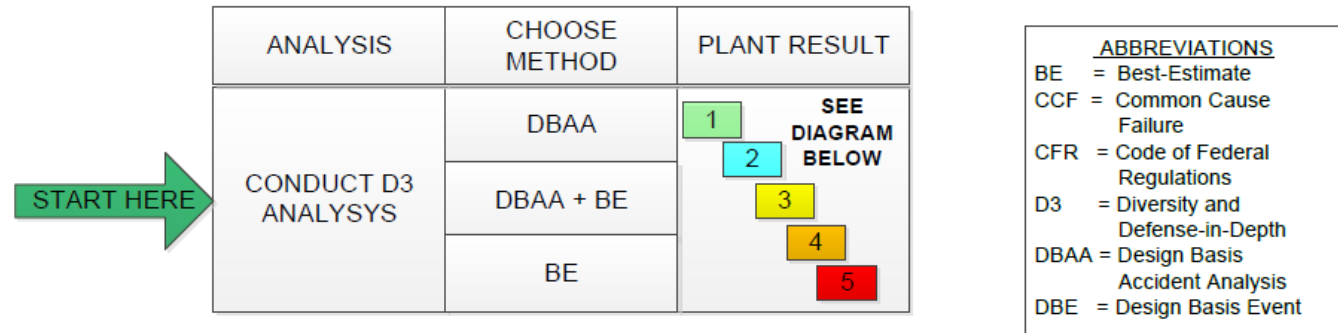 ANALYSIS
CHOOSE
METHOD
PLANT RESULT
START HERE
CONDUCT D3
ANALYSYS
DBAA
DBAA + BE
BE
1
2
3
4
5
SEE
DIAGRAM
BELOW
ABBREVIATIONS
BE = Best-Estimate
CCF = Common Cause
Failure
CFR = Code of Federal
Regulations
D3 = Diversity and
Defense-in-Depth
DBAA = Design Basis
Accident Analysis
DBE = Design Basis Event